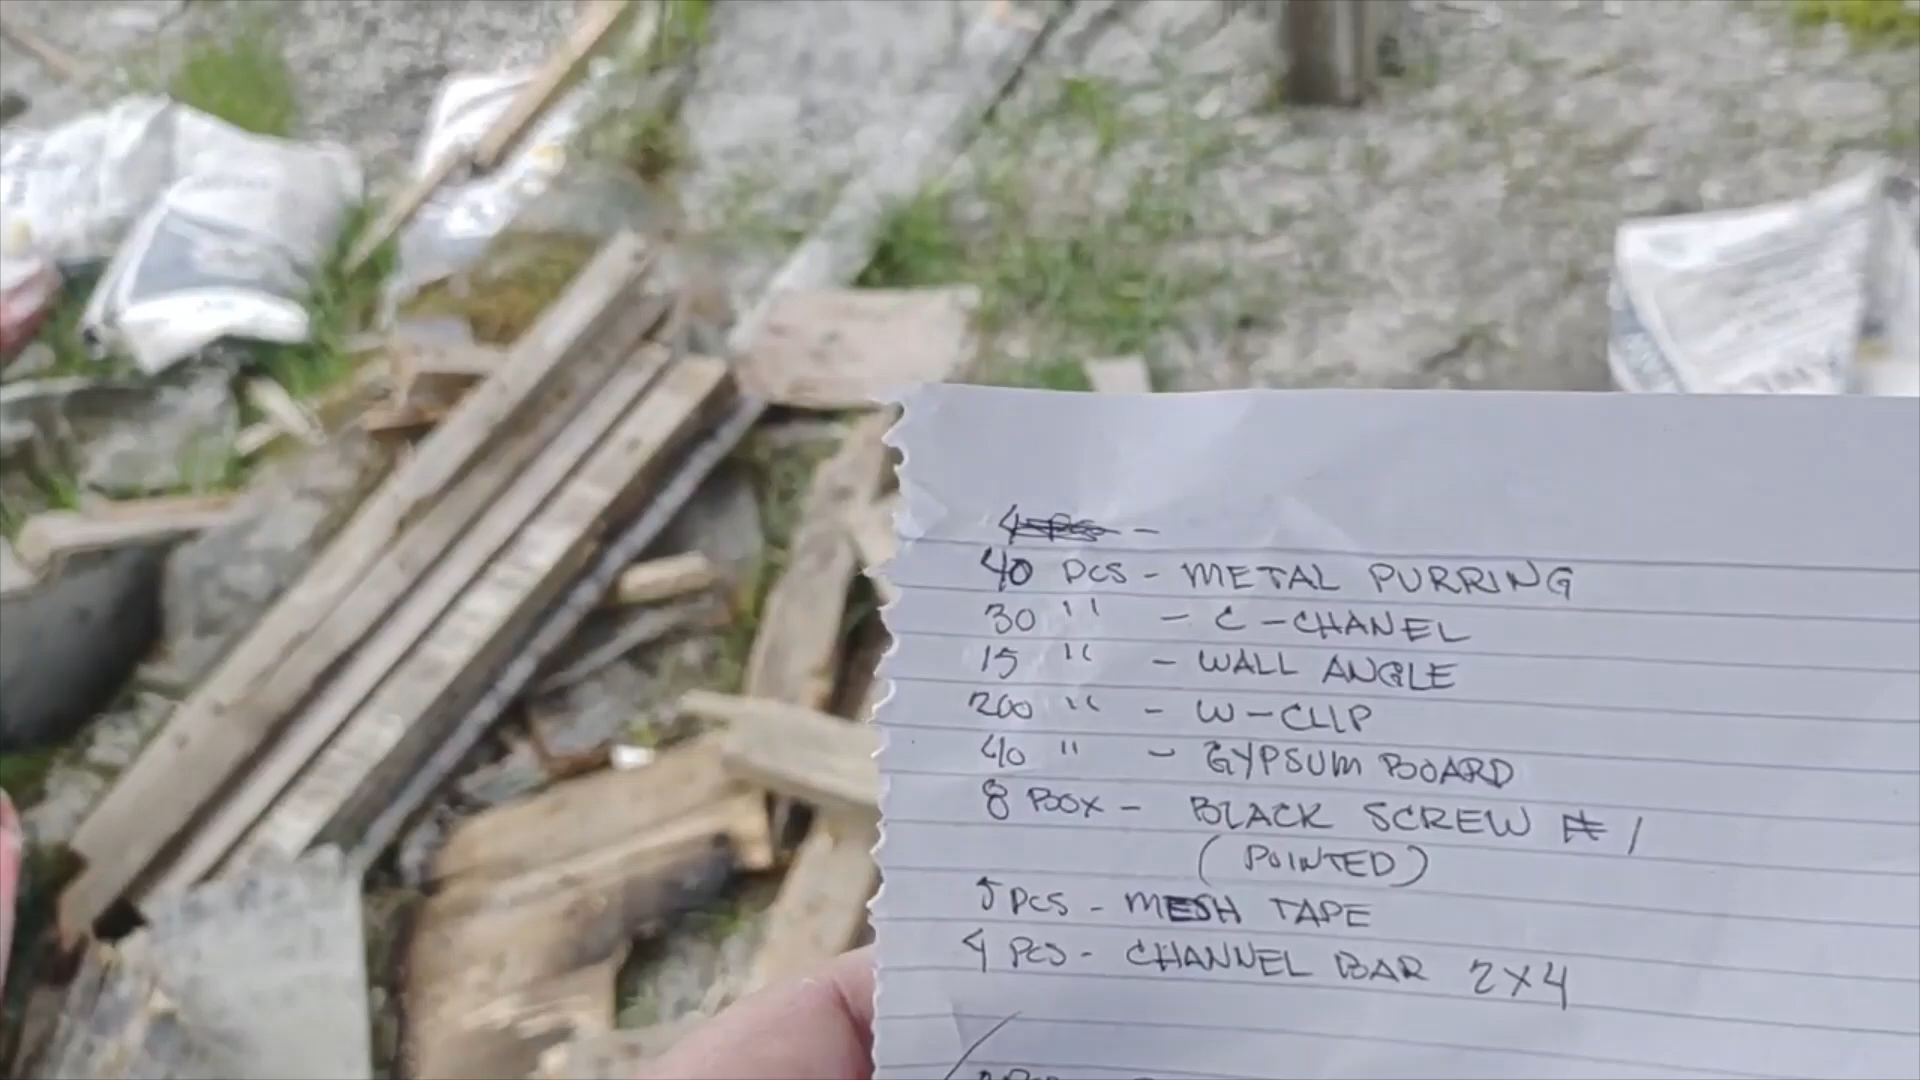 40 PCS - METAL PURRING
30 " - C-CHANEL
15 " - WALL ANGLE
200 " - W-CLIP
40 " - GYPSUM BOARD
8 BOX - BLACK SCREW # 1
(POINTED)
5 PCS - MESH TAPE
4 PCS - CHANNEL BAR 2X4